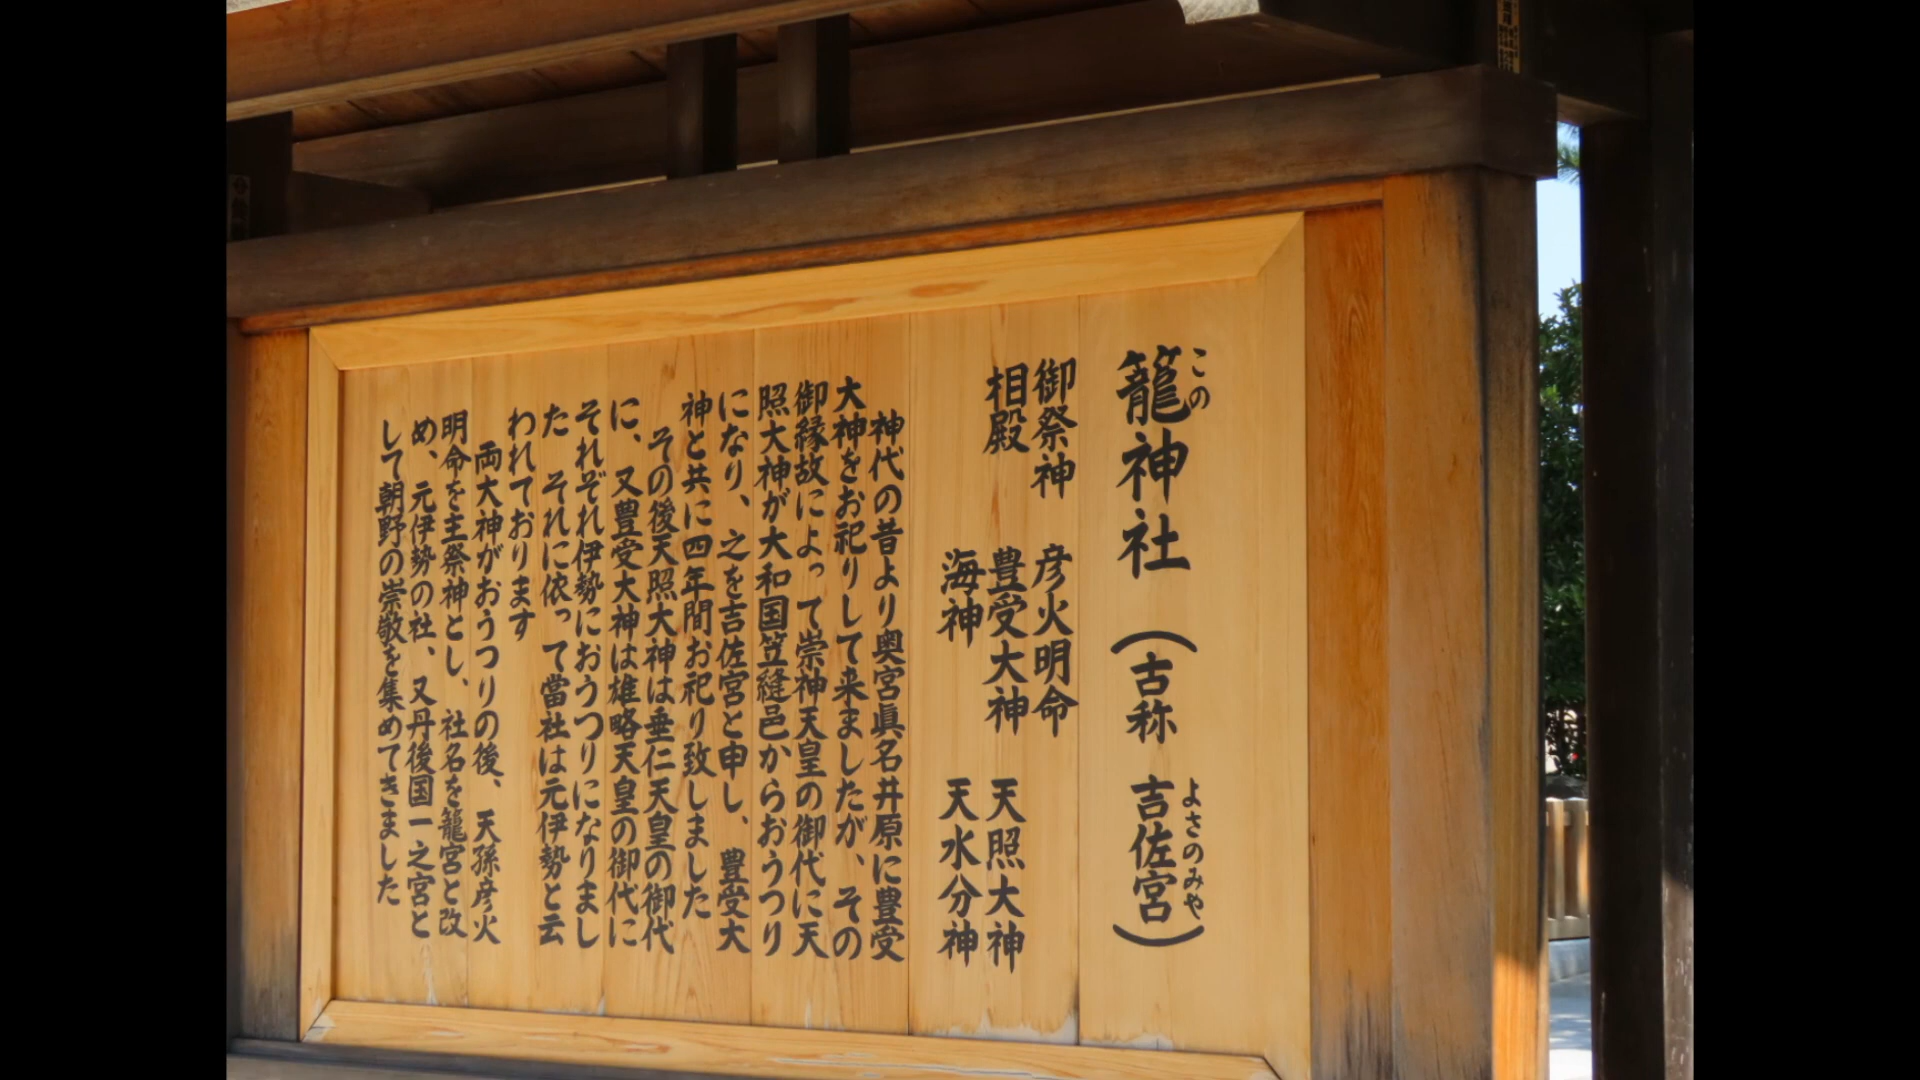 籠神社（古称 吉佐宮）
この
よさのみや
御祭神 彦火明命
相殿 豊受大神 天照大神
海神 天水分神
神代の昔より奥宮眞名井原に豊受
大神をお祀りして来ましたが、その
御縁故によって崇神天皇の御代に天
照大神が大和国笠縫邑からおうつり
になり、之を吉佐宮と申し、豊受大
神と共に四年間お祀り致しました
その後天照大神は垂仁天皇の御代
に、又豊受大神は雄略天皇の御代に
それぞれ伊勢におうつりになりまし
た それに依って當社は元伊勢と云
われております
両大神がおうつりの後、天孫彦火
明命を主祭神とし、社名を籠宮と改
め、元伊勢の社、又丹後国一之宮と
して朝野の崇敬を集めてきました